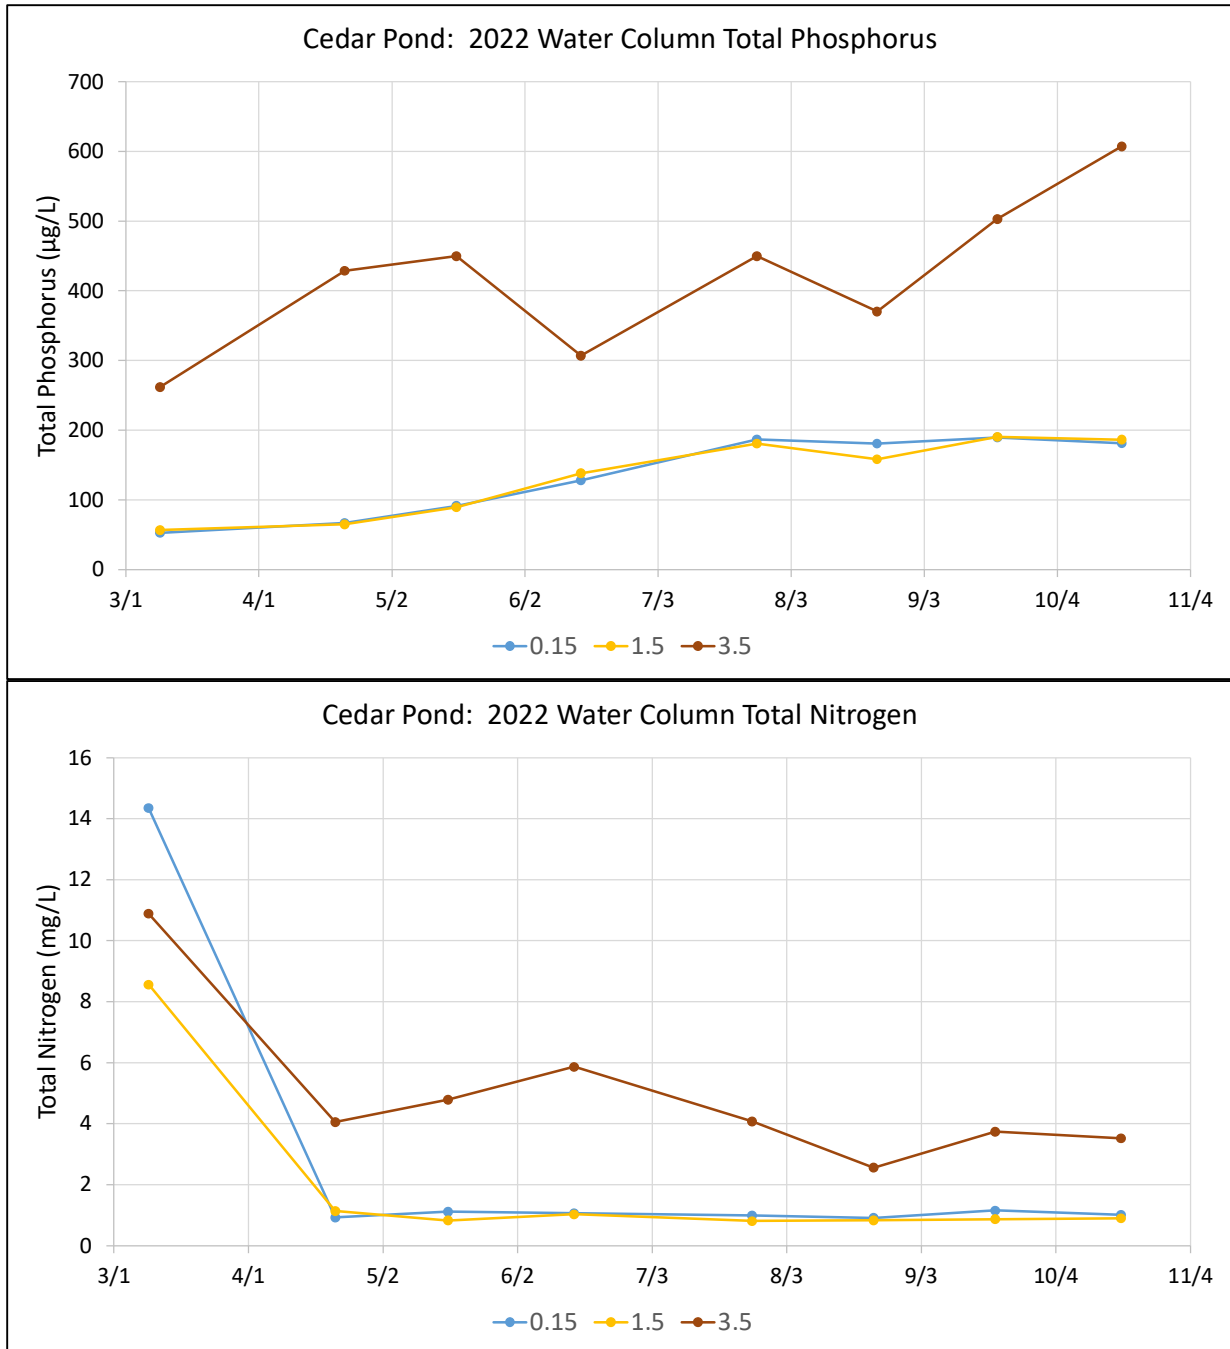 Cedar Pond:  2022 Water Column Total Phosphorus
Total Phosphorus (µg/L)
700
600
500
400
300
200
100
0
3/1 4/1 5/2 6/2 7/3 8/3 9/3 10/4 11/4
0.15 1.5 3.5
Cedar Pond:  2022 Water Column Total Nitrogen
Total Nitrogen (mg/L)
16
14
12
10
8
6
4
2
0
3/1 4/1 5/2 6/2 7/3 8/3 9/3 10/4 11/4
0.15 1.5 3.5